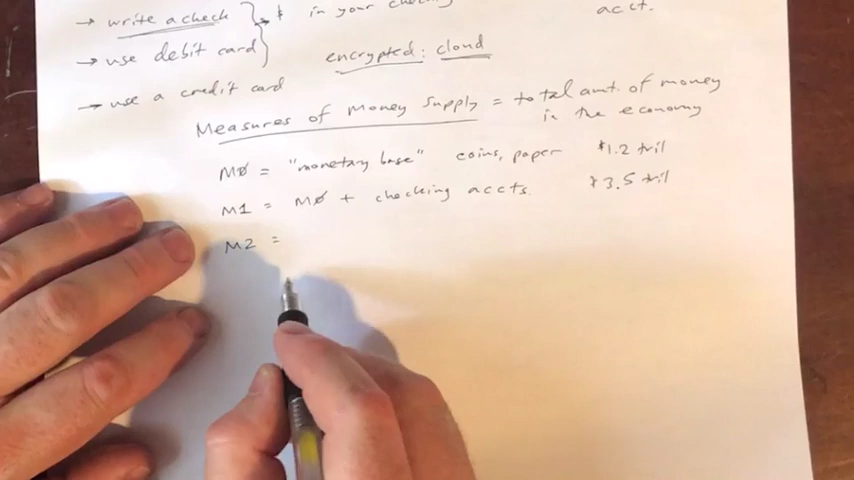 → write a check } → $ in your checking acct.
→ use debit card
encrypted: cloud
→ use a credit card
Measures of Money Supply = total amt. of money
in the economy
MØ = "monetary base" coins, paper $1.2 tril
M1 = MØ + checking accts. $3.5 tril
M2 =